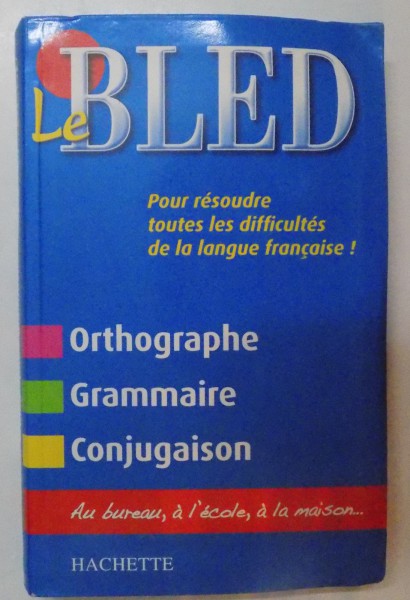 Le BLED
Pour résoudre
toutes les difficultés
de la langue française !
Orthographe
Grammaire
Conjugaison
Au bureau, à l'école, à la maison...
HACHETTE